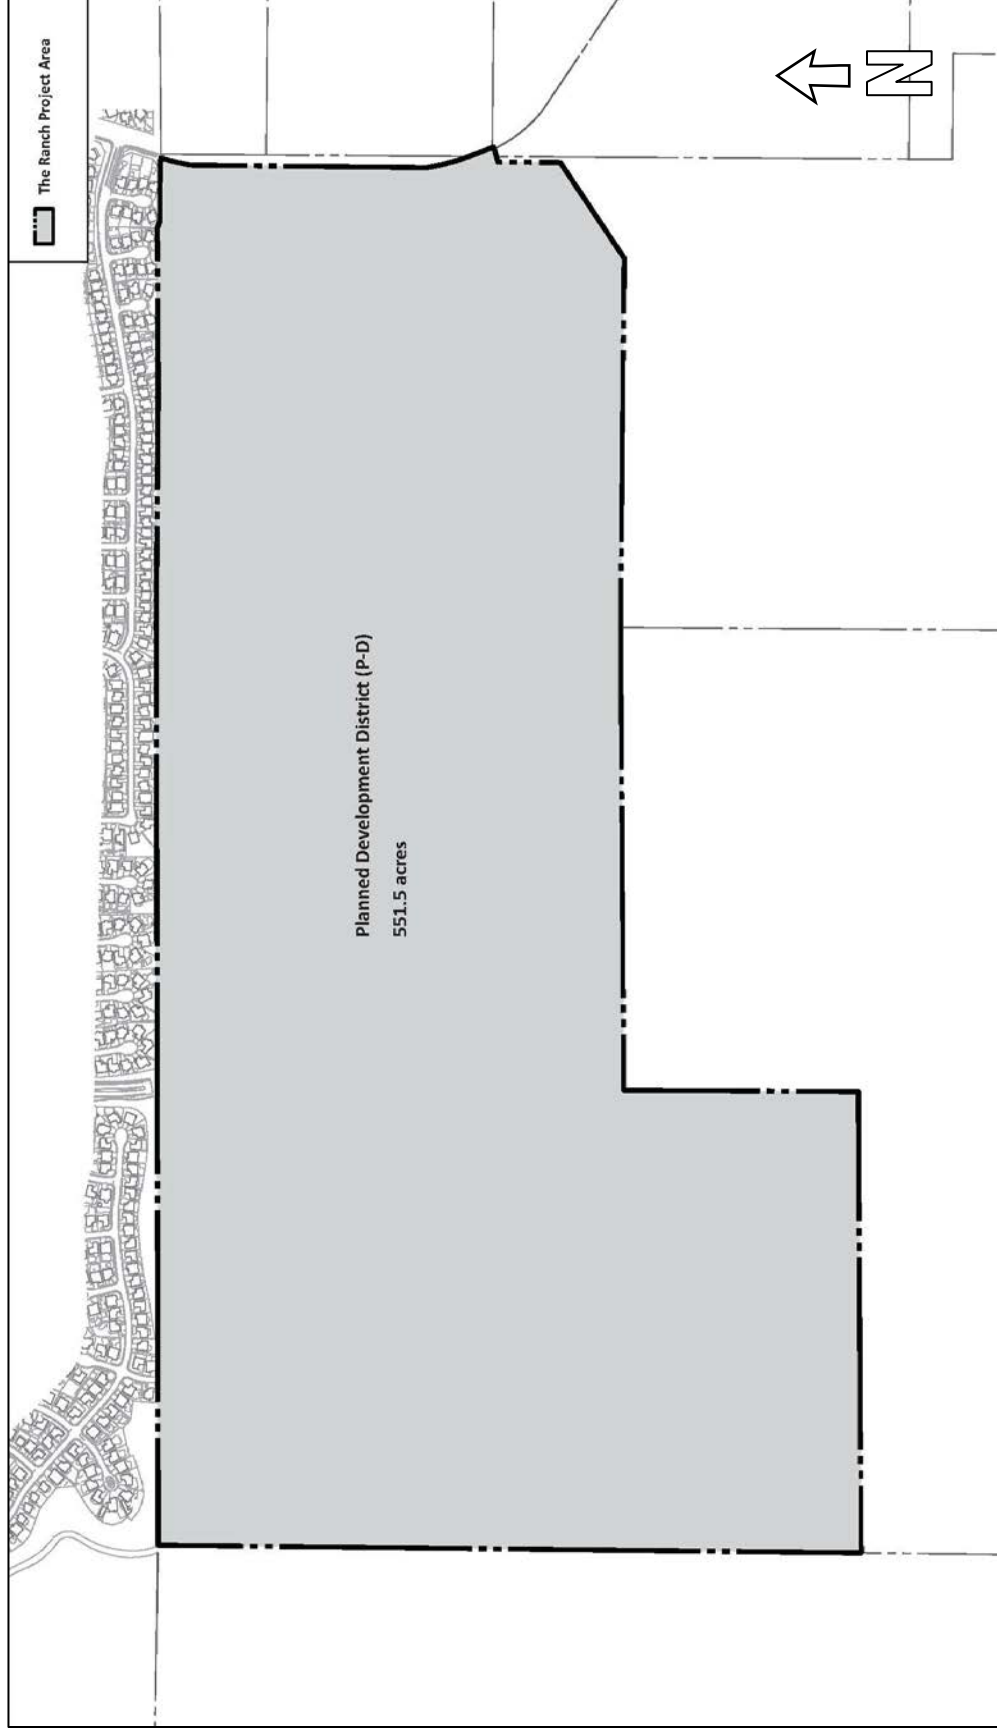 The Ranch Project Area
Planned Development District (P-D)
551.5 acres
N